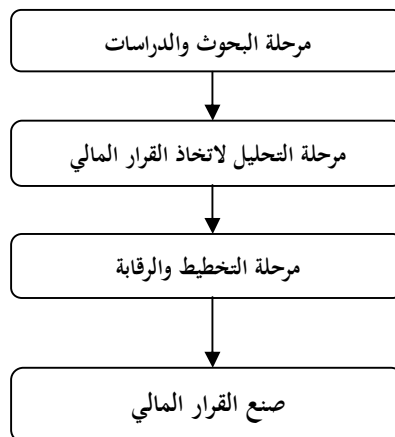 مرحلة البحوث والدراسات
مرحلة التحليل لاتخاذ القرار المالي
مرحلة التخطيط والرقابة
صنع القرار المالي